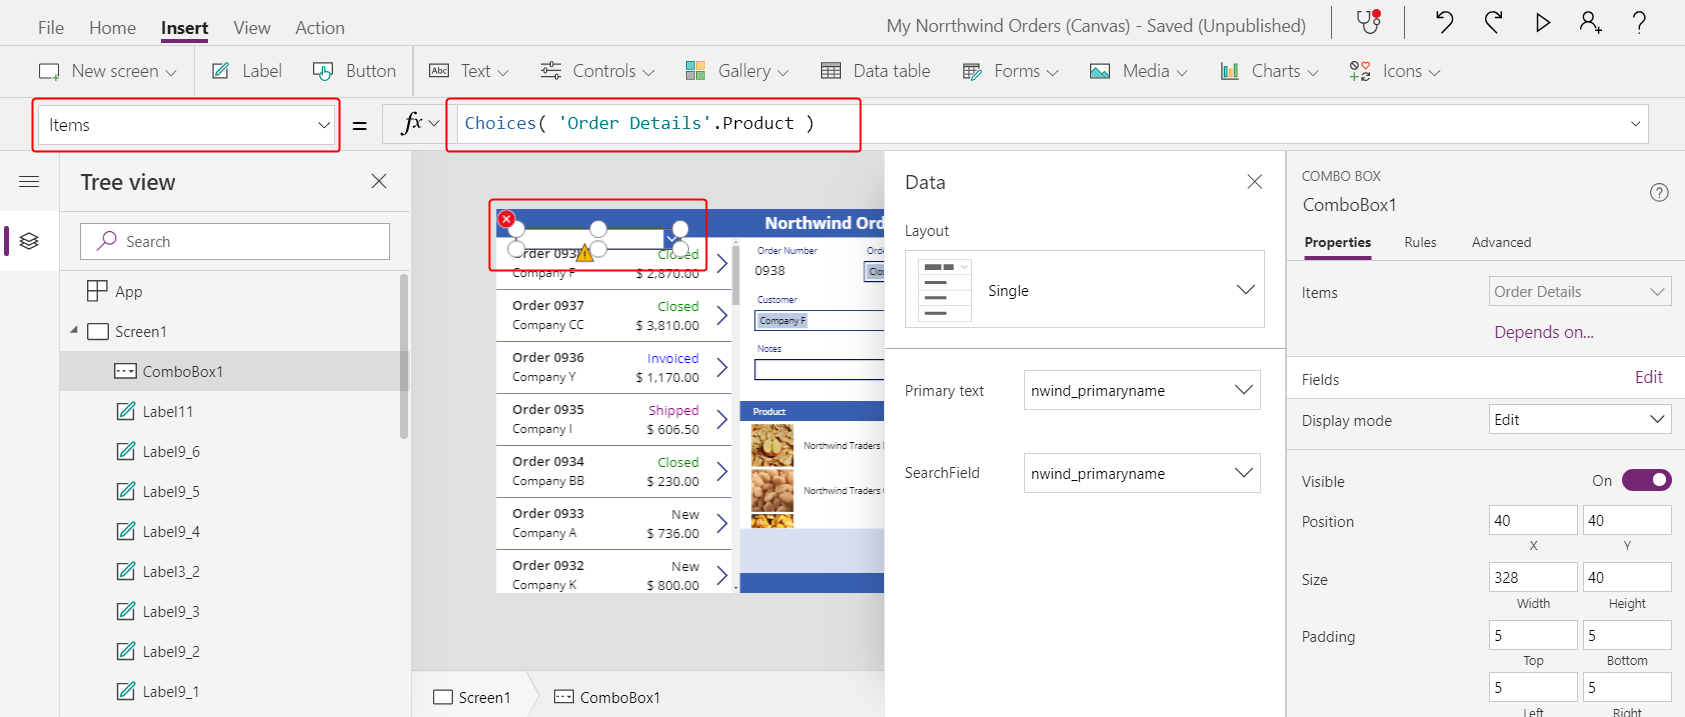 File Home Insert View Action
My Norrthwind Orders (Canvas) - Saved (Unpublished)
New screen Label Button Abc Text Controls Gallery Data table Forms Media Charts Icons
Items = fx Choices( 'Order Details'.Product )
Tree view
Search
App
Screen1
ComboBox1
Label11
Label9_6
Label9_5
Label9_4
Label3_2
Label9_3
Label9_2
Label9_1
Northwind Ord
Order 0938 Closed
Company F $ 2,870.00
Order 0937 Closed
Company CC $ 3,810.00
Order 0936 Invoiced
Company Y $ 1,170.00
Order 0935 Shipped
Company I $ 606.50
Order 0934 Closed
Company BB $ 230.00
Order 0933 New
Company A $ 736.00
Order 0932 New
Company K $ 800.00
Order Number Or
0938 Clo
Customer
Company F
Notes
Product
Northwind Traders
Northwind Traders
Screen1 ComboBox1
Data
Layout
Single
Primary text nwind_primaryname
SearchField nwind_primaryname
COMBO BOX
ComboBox1
Properties Rules Advanced
Items Order Details
Depends on...
Fields Edit
Display mode Edit
Visible On
Position 40 40
X Y
Size 328 40
Width Height
Padding 5 5
Top Bottom
5 5
Left Right